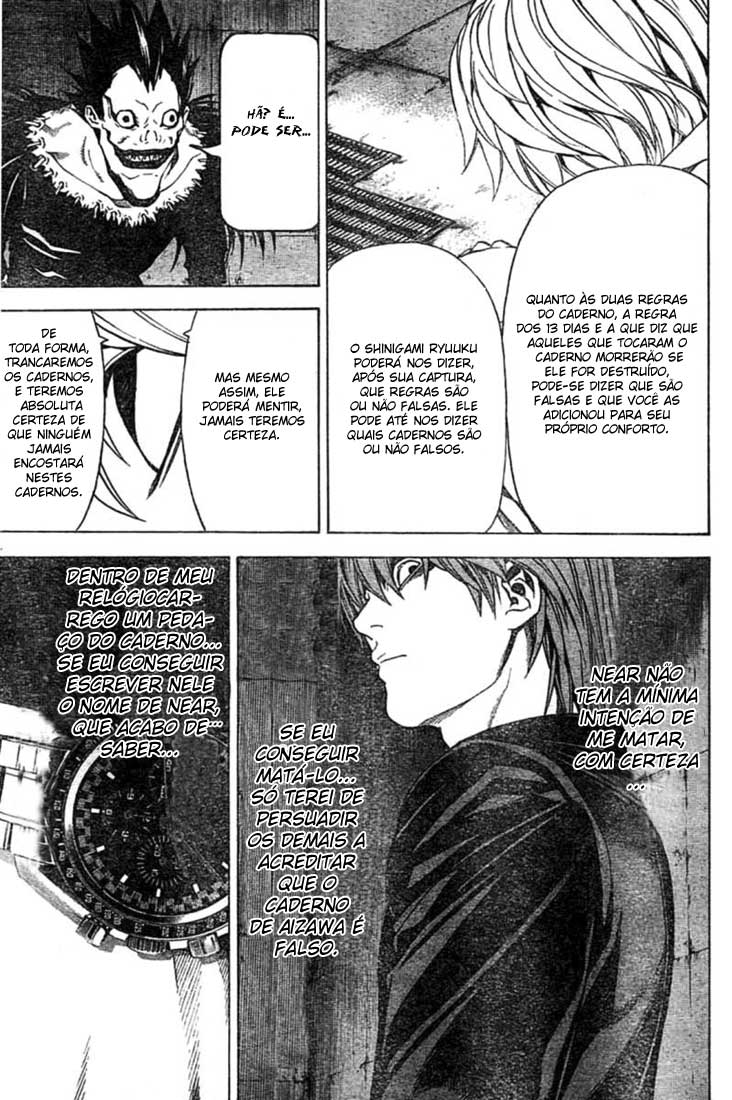 QUANTO ÀS DUAS REGRAS
DO CADERNO, A REGRA
DOS 13 DIAS E A QUE DIZ QUE
AQUELES QUE TOCARAM O
CADERNO MORRERÃO SE
ELE FOR DESTRUÍDO,
PODE-SE DIZER QUE SÃO
FALSAS E QUE VOCÊ AS
ADICIONOU PARA SEU
PRÓPRIO CONFORTO.
O SHINIGAMI RYUUKU
PODERÁ NOS DIZER,
APÓS SUA CAPTURA,
QUE REGRAS SÃO
OU NÃO FALSAS. ELE
PODE ATÉ NOS DIZER
QUAIS CADERNOS SÃO
OU NÃO FALSOS.
HÃ? É...
PODE SER...
MAS MESMO
ASSIM, ELE
PODERÁ MENTIR,
JAMAIS TEREMOS
CERTEZA.
DE
TODA FORMA,
TRANCAREMOS
OS CADERNOS,
E TEREMOS
ABSOLUTA
CERTEZA DE
QUE NINGUÉM
JAMAIS
ENCOSTARÁ
NESTES
CADERNOS.
NEAR NÃO
TEM A MÍNIMA
INTENÇÃO DE
ME MATAR,
COM CERTEZA
...
SE EU
CONSEGUIR
MATÁ-LO...
SÓ TEREI DE
PERSUADIR
OS DEMAIS A
ACREDITAR
QUE O
CADERNO
DE AIZAWA É
FALSO.
DENTRO DE MEU
RELÓGIOCAR-
REGO UM PEDA-
ÇO DO CADERNO...
SE EU CONSEGUIR
ESCREVER NELE
O NOME DE NEAR,
QUE ACABO DE
SABER...